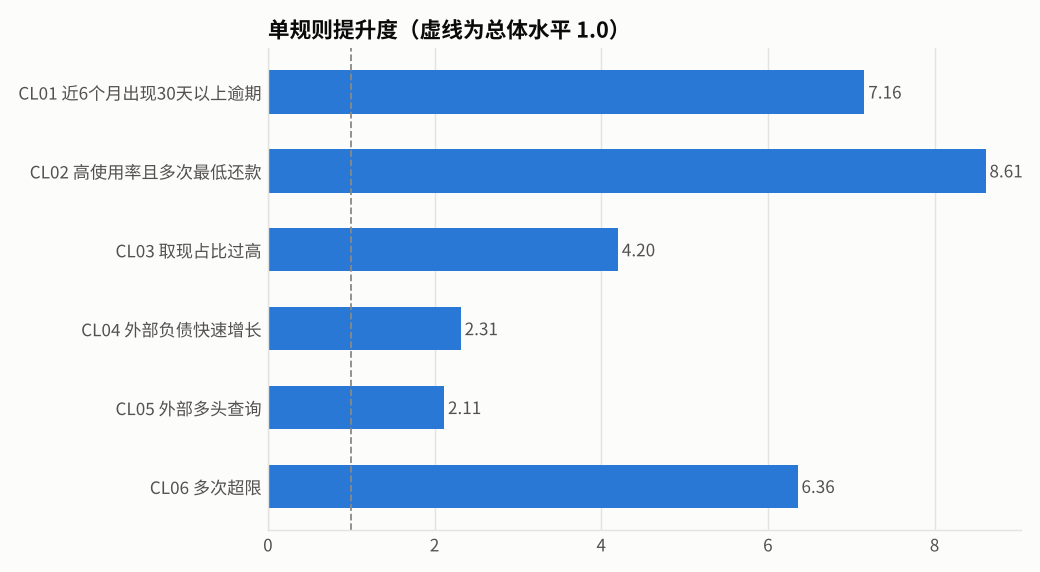 单规则提升度（虚线为总体水平 1.0）
CL01 近6个月出现30天以上逾期
7.16
CL02 高使用率且多次最低还款
8.61
CL03 取现占比过高
4.20
CL04 外部负债快速增长
2.31
CL05 外部多头查询
2.11
CL06 多次超限
6.36
0 2 4 6 8